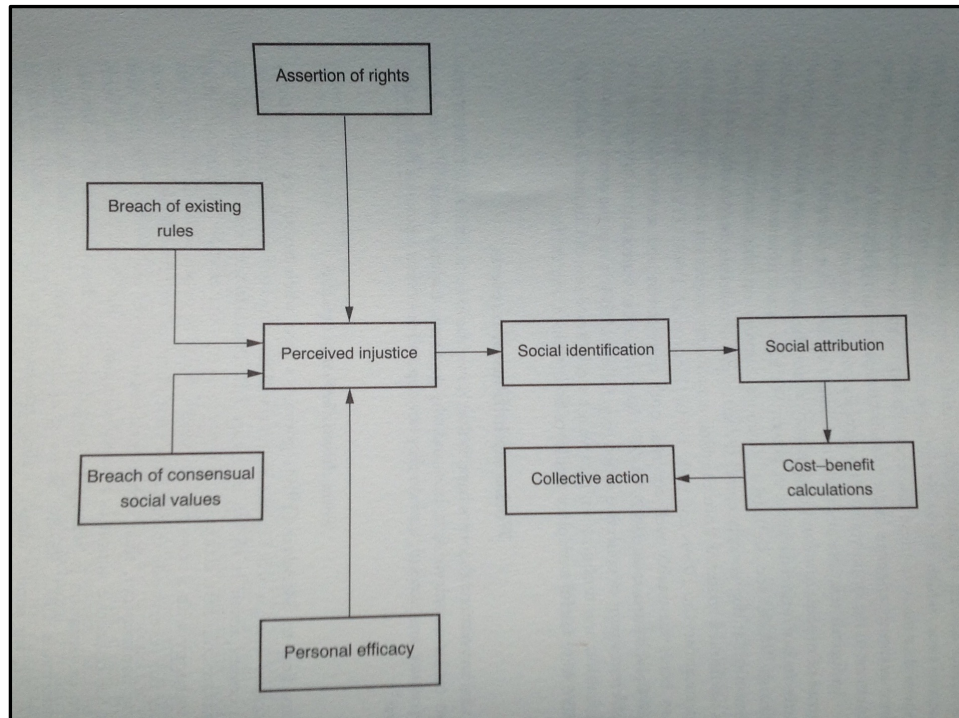 Assertion of rights
Breach of existing
rules
Perceived injustice
Social identification
Social attribution
Breach of consensual
social values
Collective action
Cost–benefit
calculations
Personal efficacy